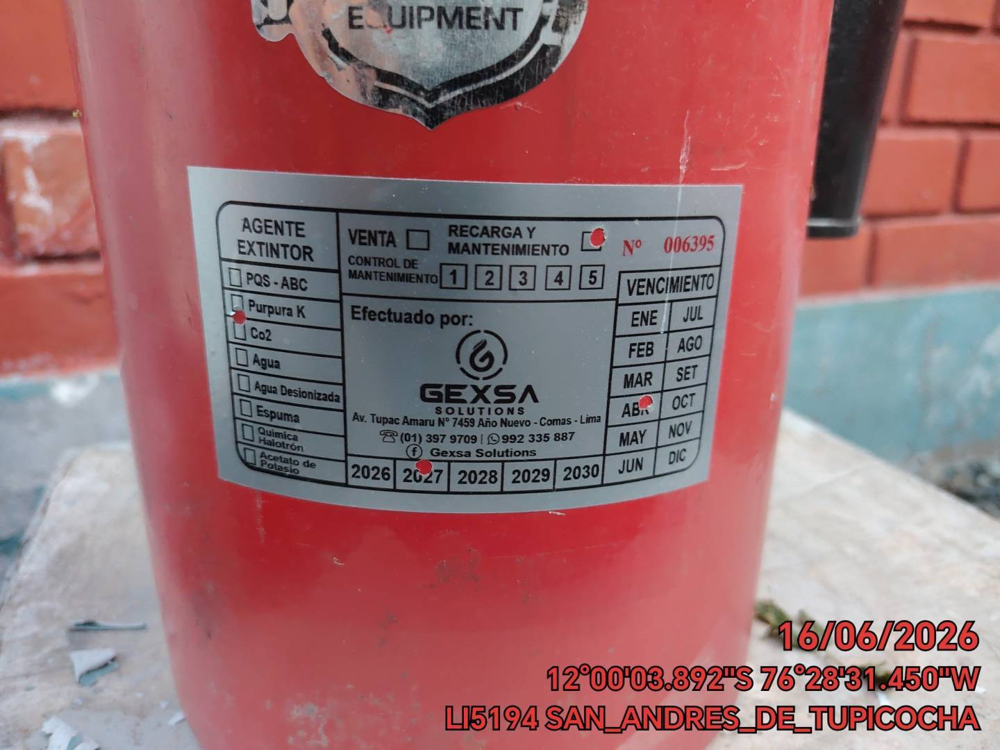 EQUIPMENT
AGENTE
EXTINTOR
PQS - ABC
Purpura K
Co2
Agua
Agua Desionizada
Espuma
Quimica
Halotrón
Acetato de
Potasio
VENTA
RECARGA Y
MANTENIMIENTO
CONTROL DE
MANTENIMIENTO 1 2 3 4 5
Nº 006395
Efectuado por:
GEXSA
SOLUTIONS
Av. Tupac Amaru N° 7459 Año Nuevo - Comas - Lima
(01) 397 9709 | 992 335 887
Gexsa Solutions
2026 2027 2028 2029 2030
VENCIMIENTO
ENE JUL
FEB AGO
MAR SET
ABR OCT
MAY NOV
JUN DIC
16/06/2026
12°00'03.892"S 76°28'31.450"W
LI5194 SAN_ANDRES_DE_TUPICOCHA